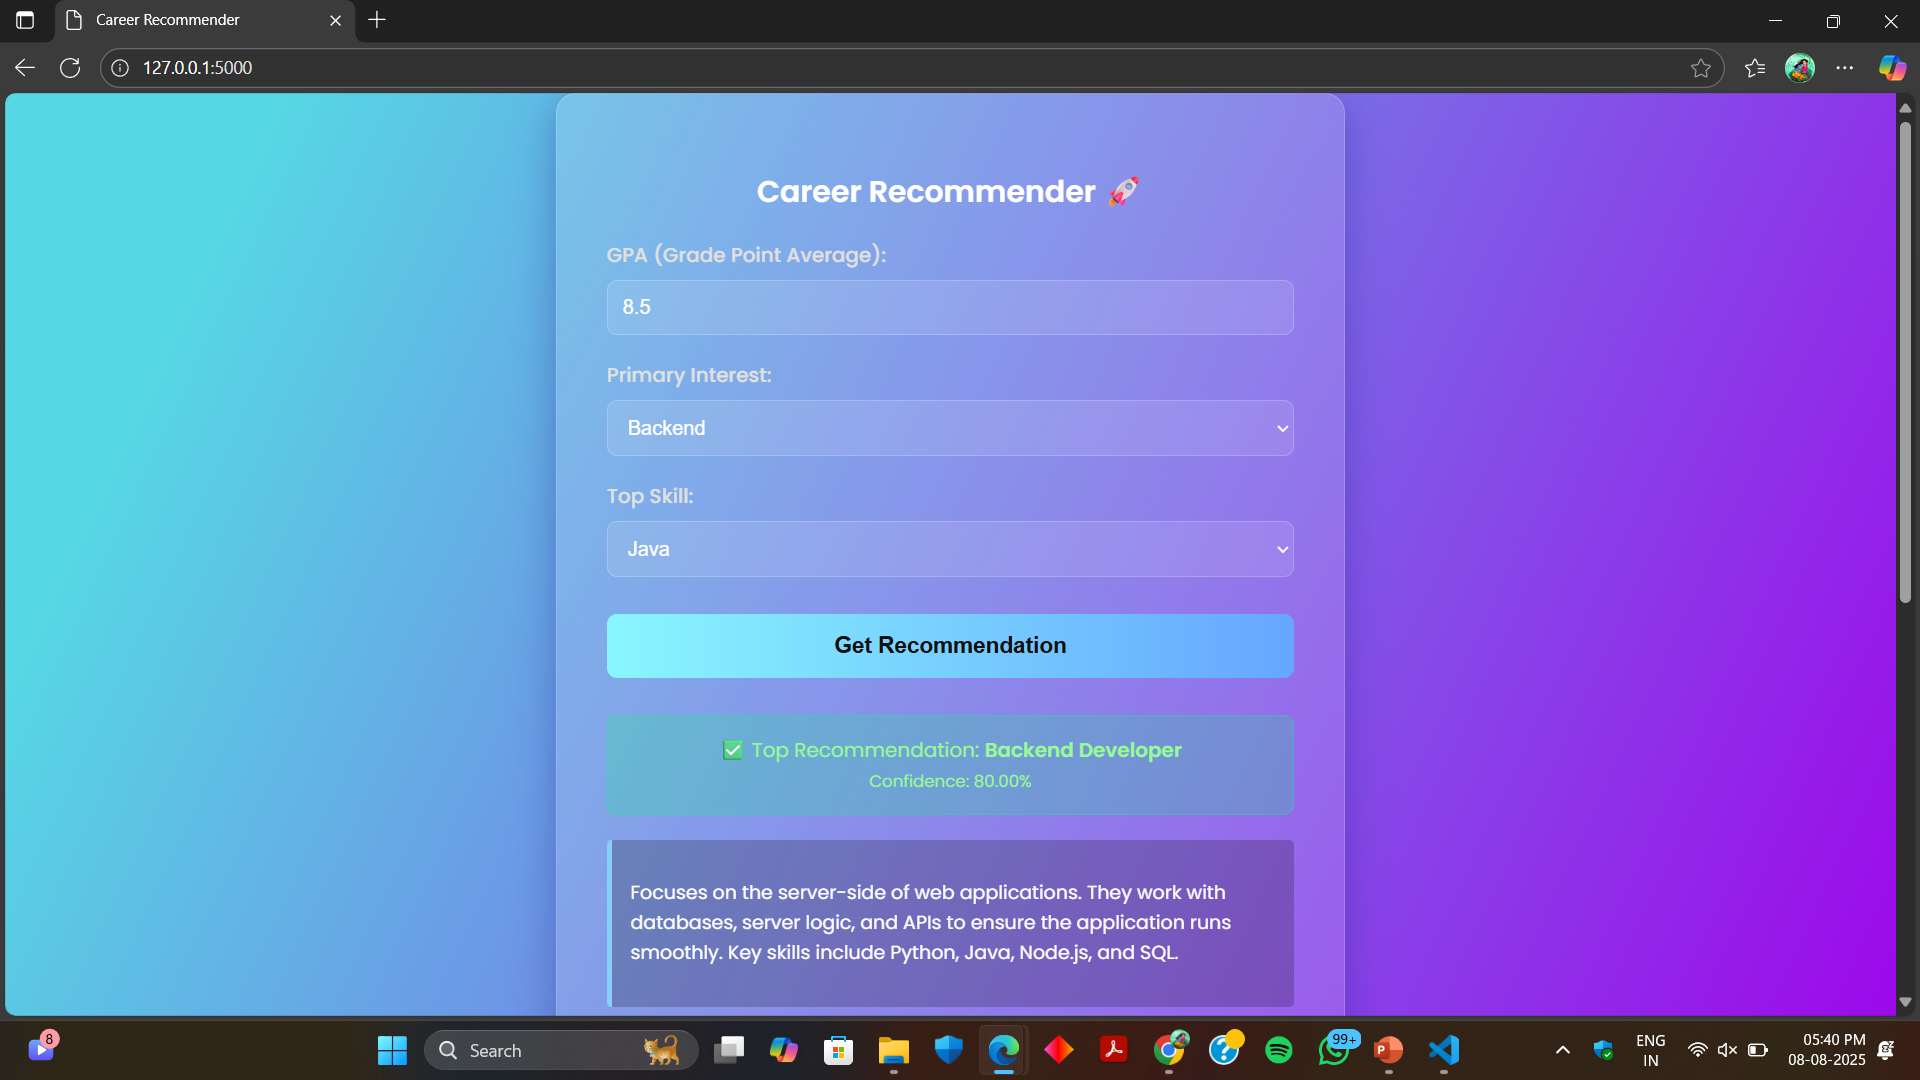 Career Recommender
127.0.0.1:5000
Career Recommender 🚀
GPA (Grade Point Average):
8.5
Primary Interest:
Backend
Top Skill:
Java
Get Recommendation
✅ Top Recommendation: Backend Developer
Confidence: 80.00%
Focuses on the server-side of web applications. They work with
databases, server logic, and APIs to ensure the application runs
smoothly. Key skills include Python, Java, Node.js, and SQL.
8
Search
99+
P
ENG
IN
05:40 PM
08-08-2025